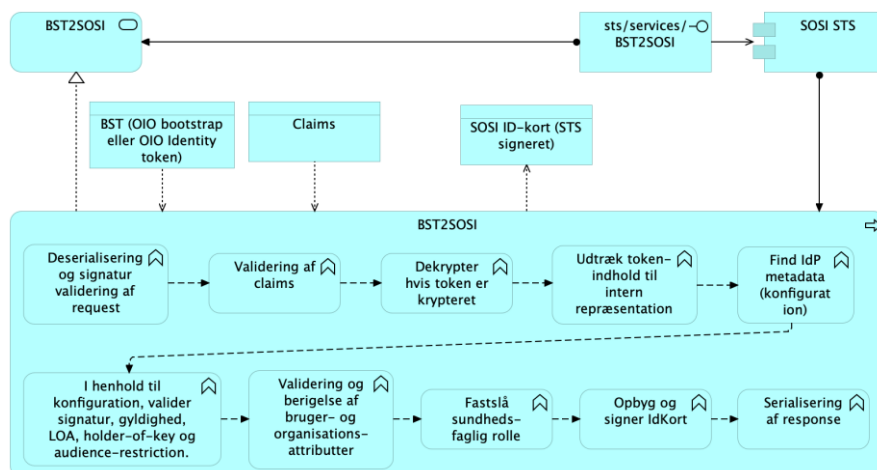 BST2SOSI
sts/services/
BST2SOSI
SOSI STS
BST (OIO bootstrap
eller OIO Identity
token)
Claims
SOSI ID-kort (STS
signeret)
BST2SOSI
Deserialisering
og signatur
validering af
request
Validering af
claims
Dekrypter
hvis token er
krypteret
Udtræk token-
indhold til
intern
repræsentation
Find IdP
metadata
(konfigurat
ion)
I henhold til
konfiguration, valider
signatur, gyldighed,
LOA, holder-of-key og
audience-restriction.
Validering og
berigelse af
bruger- og
organisations-
attributter
Fastslå
sundheds-
faglig rolle
Opbyg og
signer IdKort
Serialisering
af response